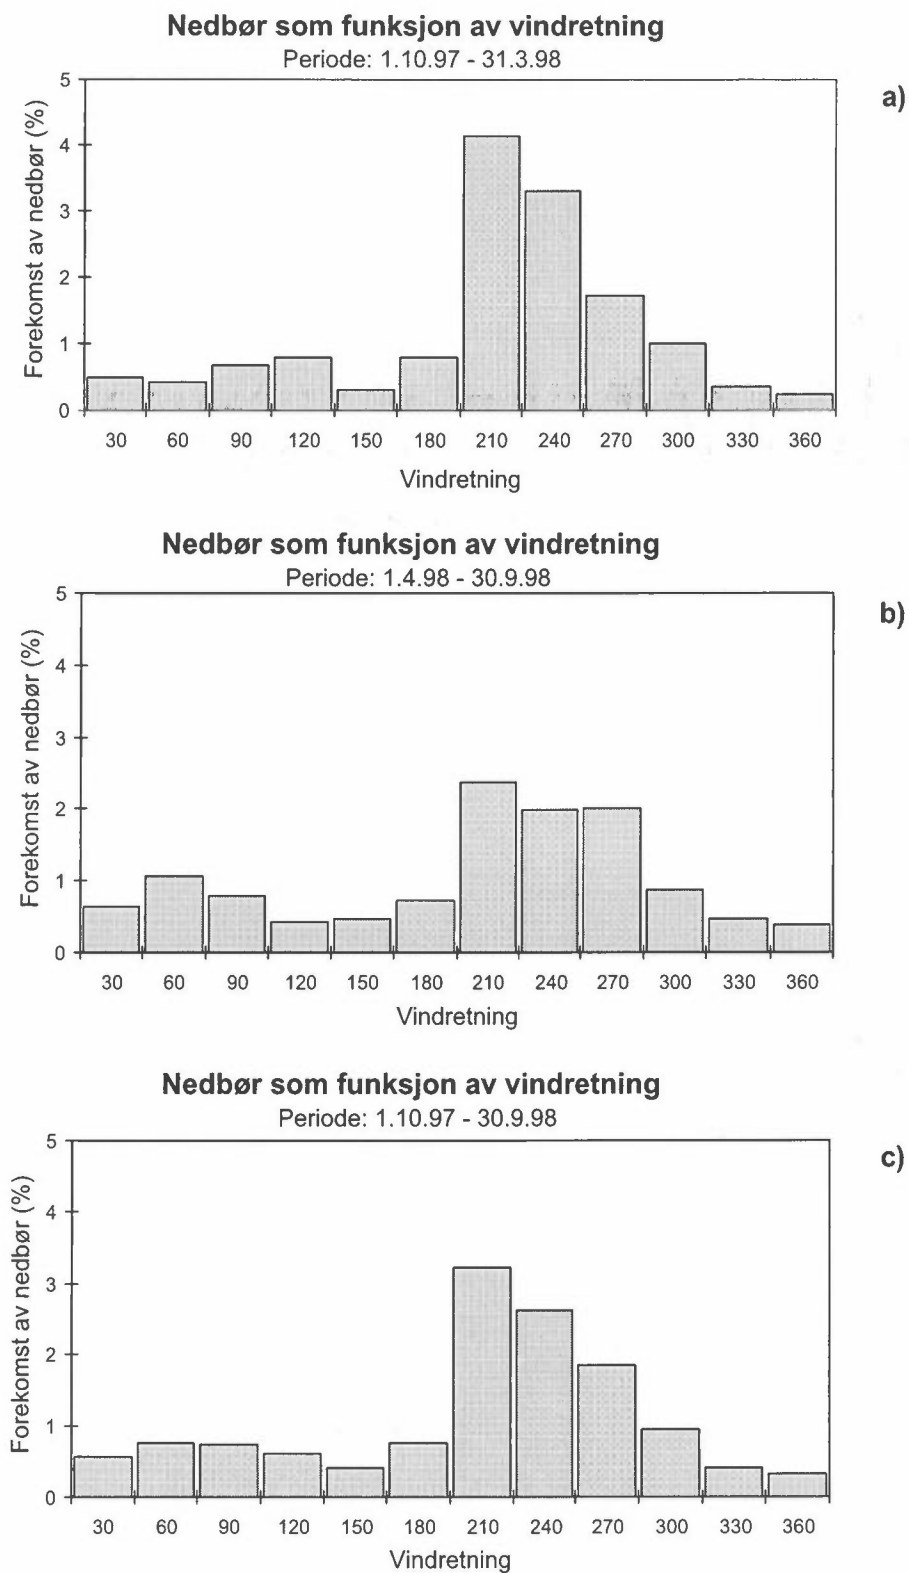 Nedbør som funksjon av vindretning
Periode: 1.10.97 - 31.3.98
a)
Forekomst av nedbør (%)
5
4
3
2
1
0
30 60 90 120 150 180 210 240 270 300 330 360
Vindretning
Nedbør som funksjon av vindretning
Periode: 1.4.98 - 30.9.98
b)
Forekomst av nedbør (%)
5
4
3
2
1
0
30 60 90 120 150 180 210 240 270 300 330 360
Vindretning
Nedbør som funksjon av vindretning
Periode: 1.10.97 - 30.9.98
c)
Forekomst av nedbør (%)
5
4
3
2
1
0
30 60 90 120 150 180 210 240 270 300 330 360
Vindretning